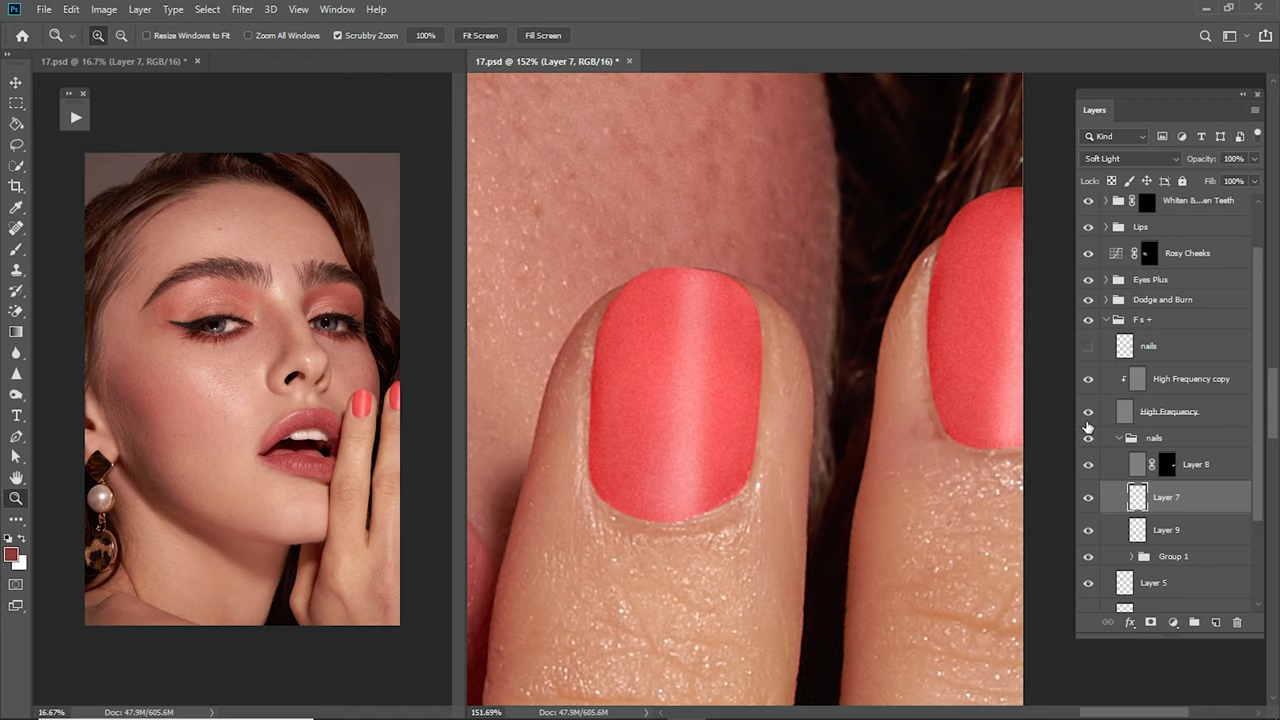 Ps File Edit Image Layer Type Select Filter 3D View Window Help
Resize Windows to Fit Zoom All Windows Scrubby Zoom 100% Fit Screen Fill Screen
17.psd @ 16.7% (Layer 7, RGB/16) * 17.psd @ 152% (Layer 7, RGB/16) *
Layers
Kind
Soft Light Opacity: 100%
Lock: Fill: 100%
Whiten &...en Teeth
Lips
Rosy Cheeks
Eyes Plus
Dodge and Burn
F s +
nails
High Frequency copy
High Frequency
nails
Layer 8
Layer 7
Layer 9
Group 1
Layer 5
fx
16.67% Doc: 47.9M/605.6M 151.69% Doc: 47.9M/605.6M